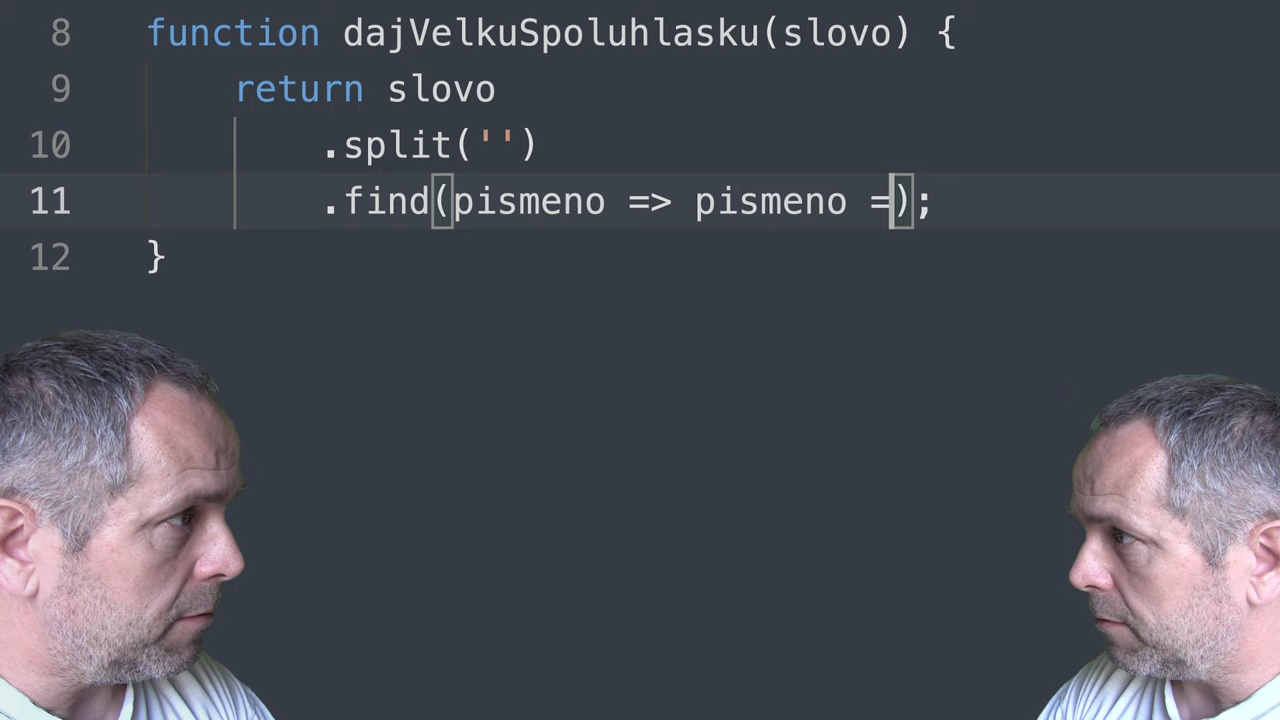 8 function dajVelkuSpoluhlasku(slovo) {
9 return slovo
10 .split('')
11 .find(pismeno => pismeno =);
12 }